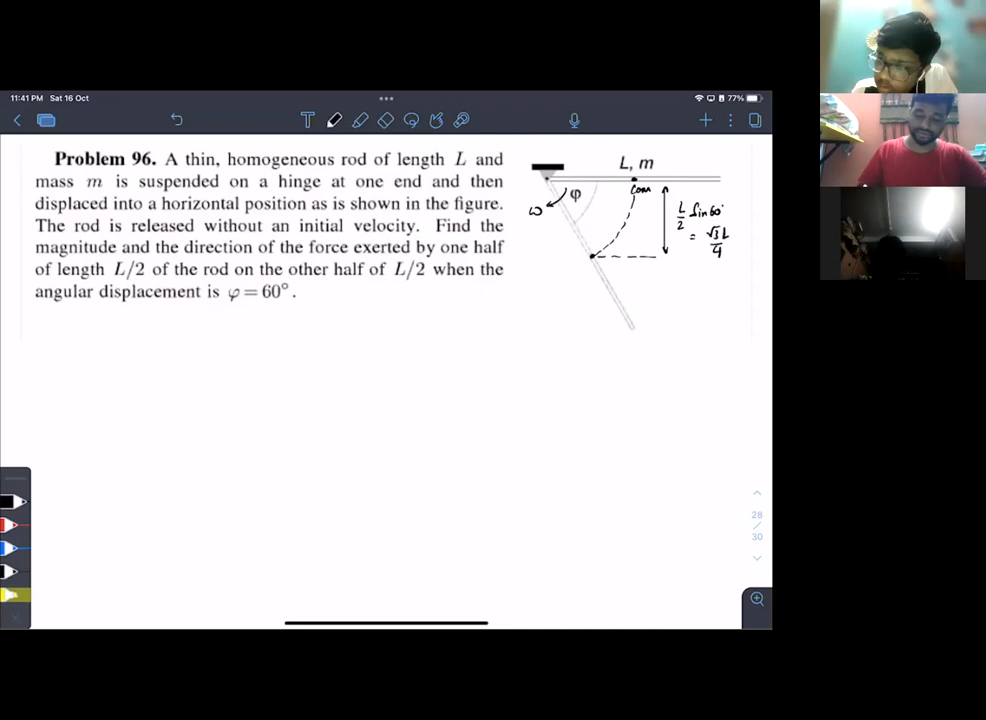 11:41 PM Sat 16 Oct
77%
Problem 96. A thin, homogeneous rod of length L and
mass m is suspended on a hinge at one end and then
displaced into a horizontal position as is shown in the figure.
The rod is released without an initial velocity. Find the
magnitude and the direction of the force exerted by one half
of length L/2 of the rod on the other half of L/2 when the
angular displacement is φ = 60°.
L, m
com
φ
ω
L/2 Sin60°
= √3L/4
28
/
30